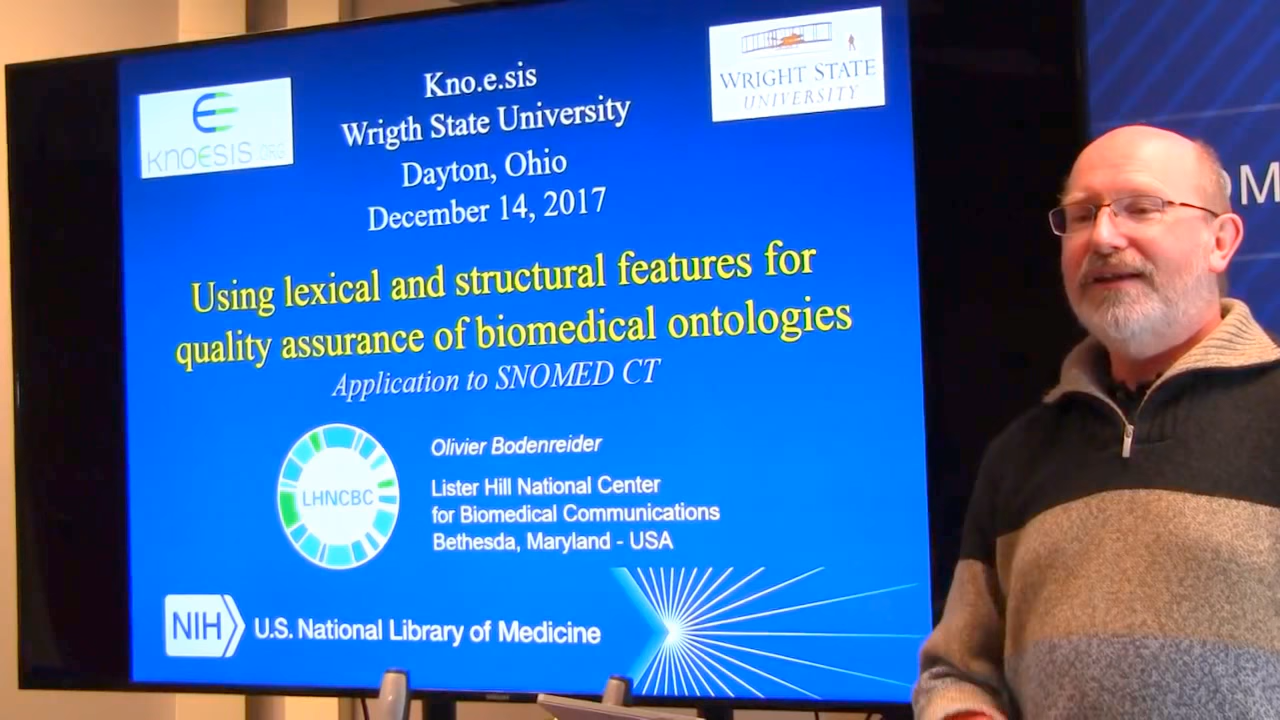 Kno.e.sis
Wrigth State University
Dayton, Ohio
December 14, 2017
KNOESIS.ORG
WRIGHT STATE
UNIVERSITY
Using lexical and structural features for
quality assurance of biomedical ontologies
Application to SNOMED CT
LHNCBC
Olivier Bodenreider
Lister Hill National Center
for Biomedical Communications
Bethesda, Maryland - USA
NIH
U.S. National Library of Medicine
OM